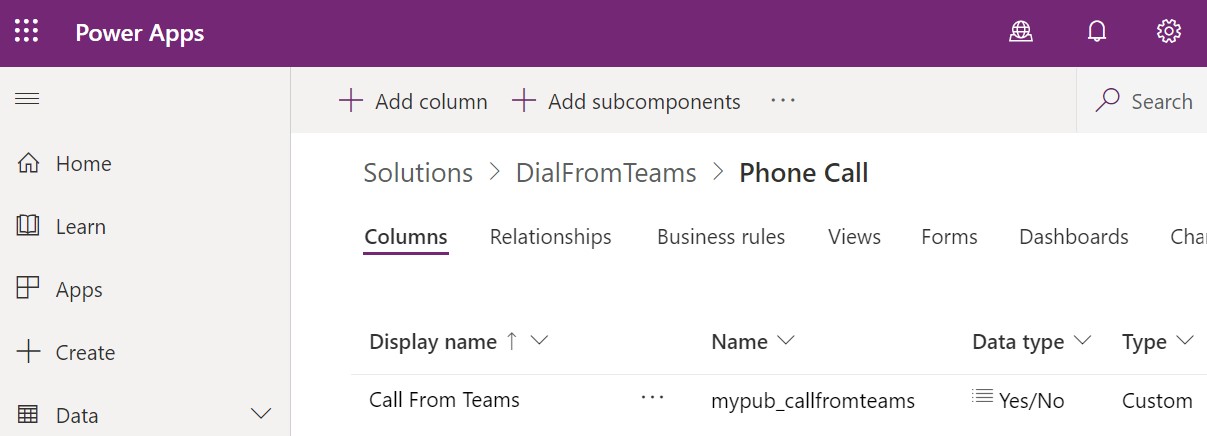 Power Apps
Add column Add subcomponents ··· Search
Home
Learn
Apps
Create
Data
Solutions > DialFromTeams > Phone Call
Columns Relationships Business rules Views Forms Dashboards Cha
Display name ↑ Name Data type Type
Call From Teams ··· mypub_callfromteams Yes/No Custom